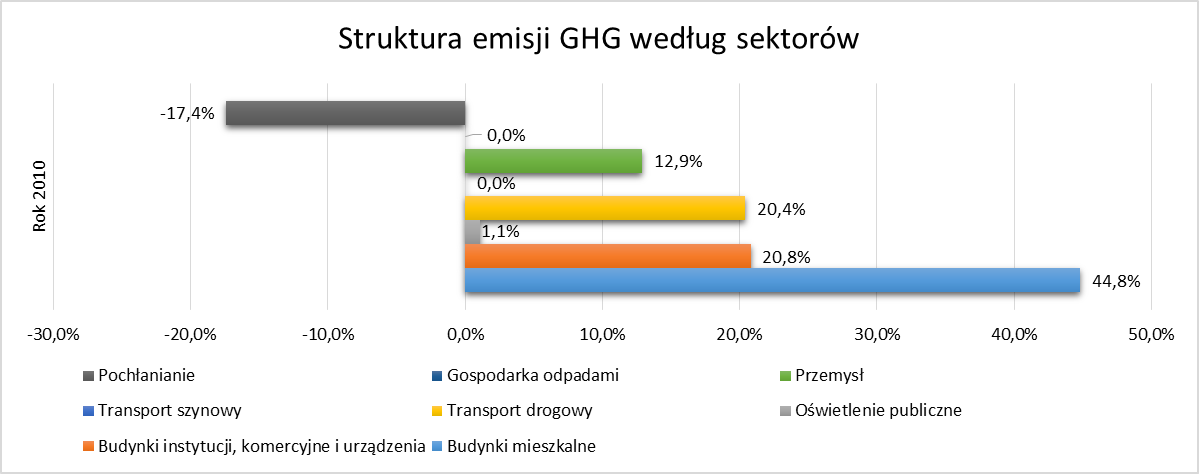 Struktura emisji GHG według sektorów
-17,4%
0,0%
12,9%
0,0%
20,4%
1,1%
20,8%
44,8%
Rok 2010
-30,0% -20,0% -10,0% 0,0% 10,0% 20,0% 30,0% 40,0% 50,0%
Pochłanianie Gospodarka odpadami Przemysł
Transport szynowy Transport drogowy Oświetlenie publiczne
Budynki instytucji, komercyjne i urządzenia Budynki mieszkalne